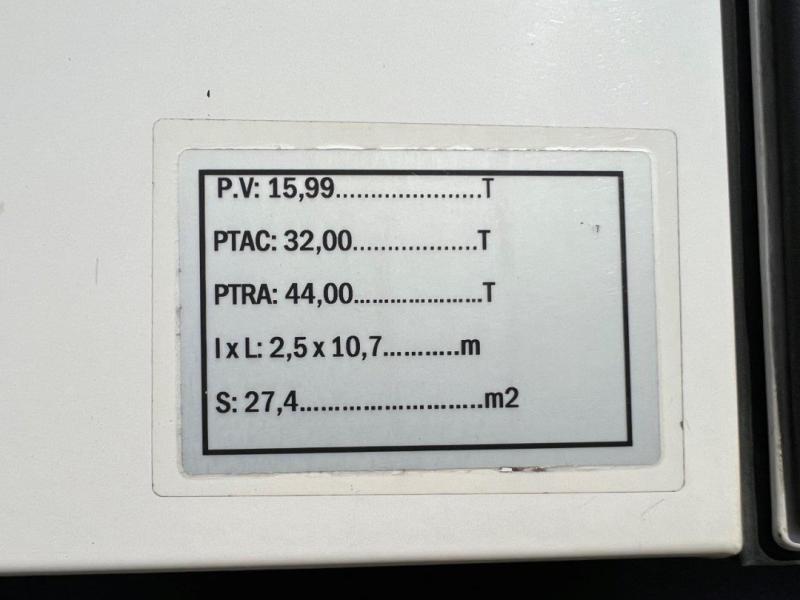 P.V: 15,99.....................T
PTAC: 32,00..................T
PTRA: 44,00......................T
l x L: 2,5 x 10,7...........m
S: 27,4..........................m2